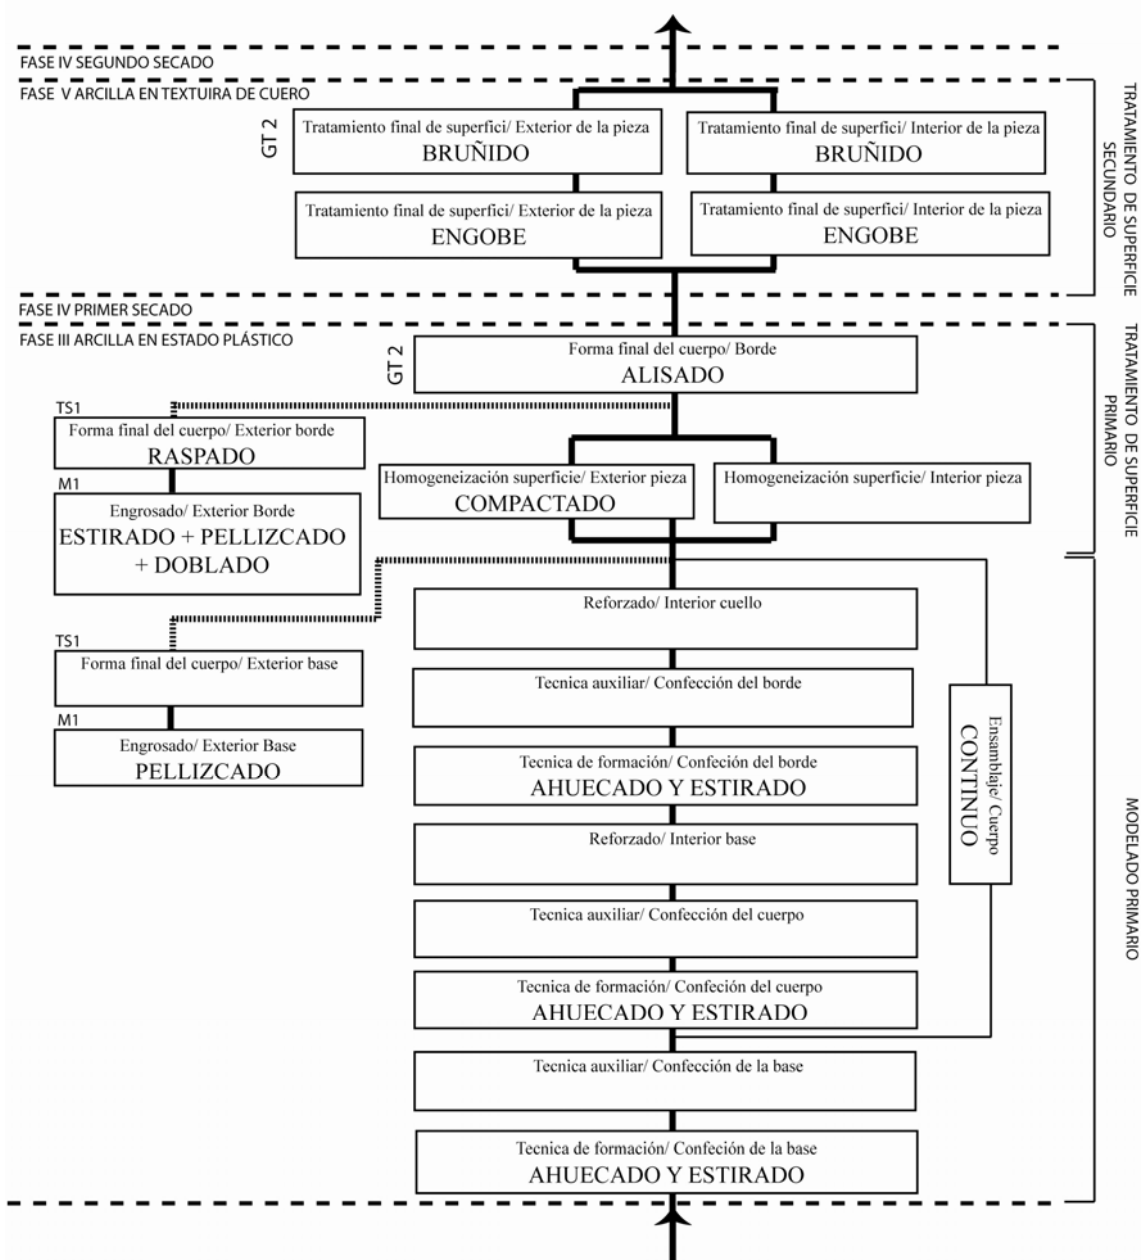 FASE IV SEGUNDO SECADO
FASE V ARCILLA EN TEXTUIRA DE CUERO
GT 2
Tratamiento final de superfici/ Exterior de la pieza
BRUÑIDO
Tratamiento final de superfici/ Interior de la pieza
BRUÑIDO
Tratamiento final de superfici/ Exterior de la pieza
ENGOBE
Tratamiento final de superfici/ Interior de la pieza
ENGOBE
TRATAMIENTO DE SUPERFICIE
SECUNDARIO
FASE IV PRIMER SECADO
FASE III ARCILLA EN ESTADO PLÁSTICO
GT 2
Forma final del cuerpo/ Borde
ALISADO
TS1
Forma final del cuerpo/ Exterior borde
RASPADO
M1
Engrosado/ Exterior Borde
ESTIRADO + PELLIZCADO
+ DOBLADO
Homogeneización superficie/ Exterior pieza
COMPACTADO
Homogeneización superficie/ Interior pieza
TRATAMIENTO DE SUPERFICIE
PRIMARIO
TS1
Forma final del cuerpo/ Exterior base
M1
Engrosado/ Exterior Base
PELLIZCADO
Reforzado/ Interior cuello
Tecnica auxiliar/ Confección del borde
Tecnica de formación/ Confeción del borde
AHUECADO Y ESTIRADO
Reforzado/ Interior base
Tecnica auxiliar/ Confección del cuerpo
Tecnica de formación/ Confeción del cuerpo
AHUECADO Y ESTIRADO
Tecnica auxiliar/ Confección de la base
Tecnica de formación/ Confeción de la base
AHUECADO Y ESTIRADO
Ensamblaje/ Cuerpo
CONTINUO
MODELADO PRIMARIO